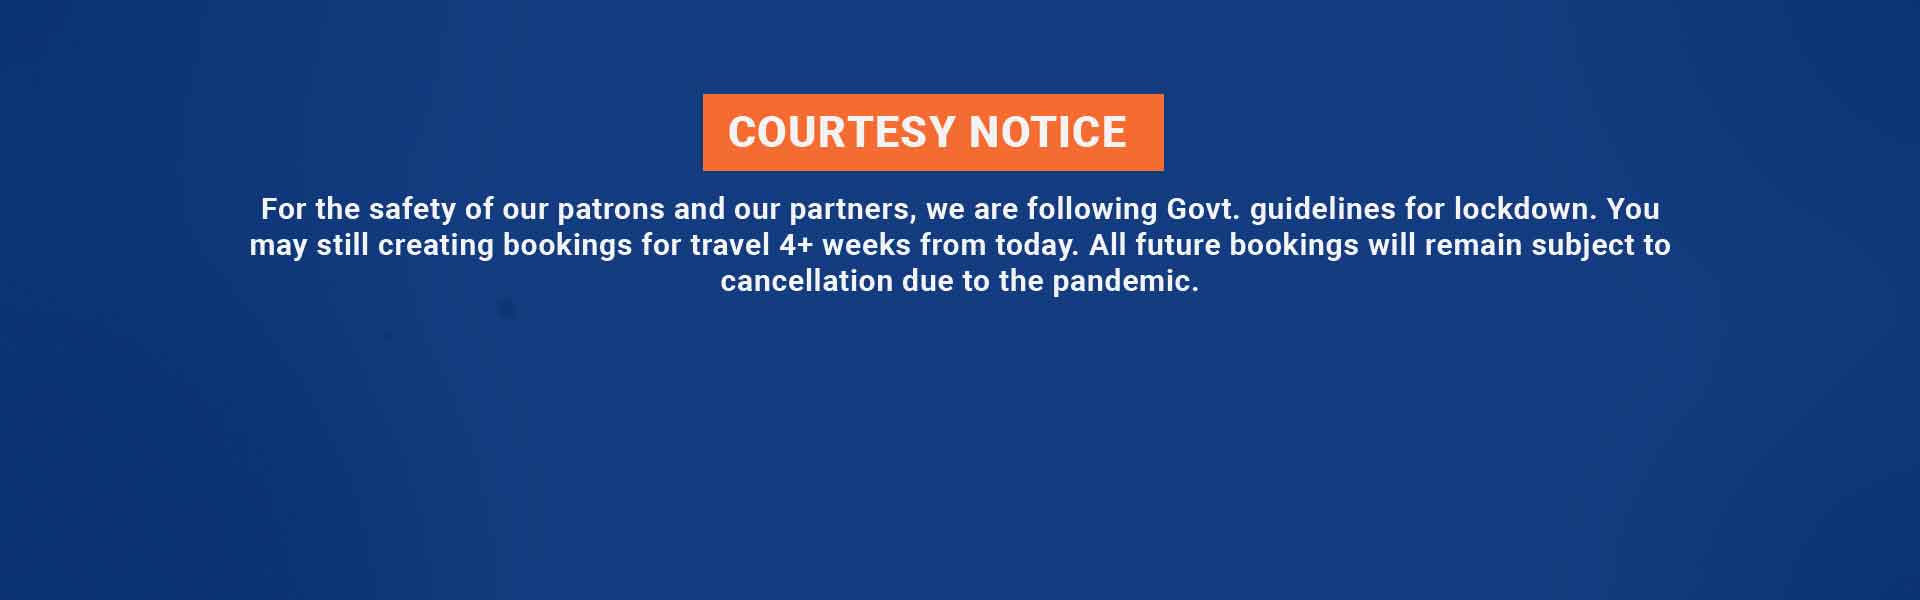 COURTESY NOTICE
For the safety of our patrons and our partners, we are following Govt. guidelines for lockdown. You
may still creating bookings for travel 4+ weeks from today. All future bookings will remain subject to
cancellation due to the pandemic.